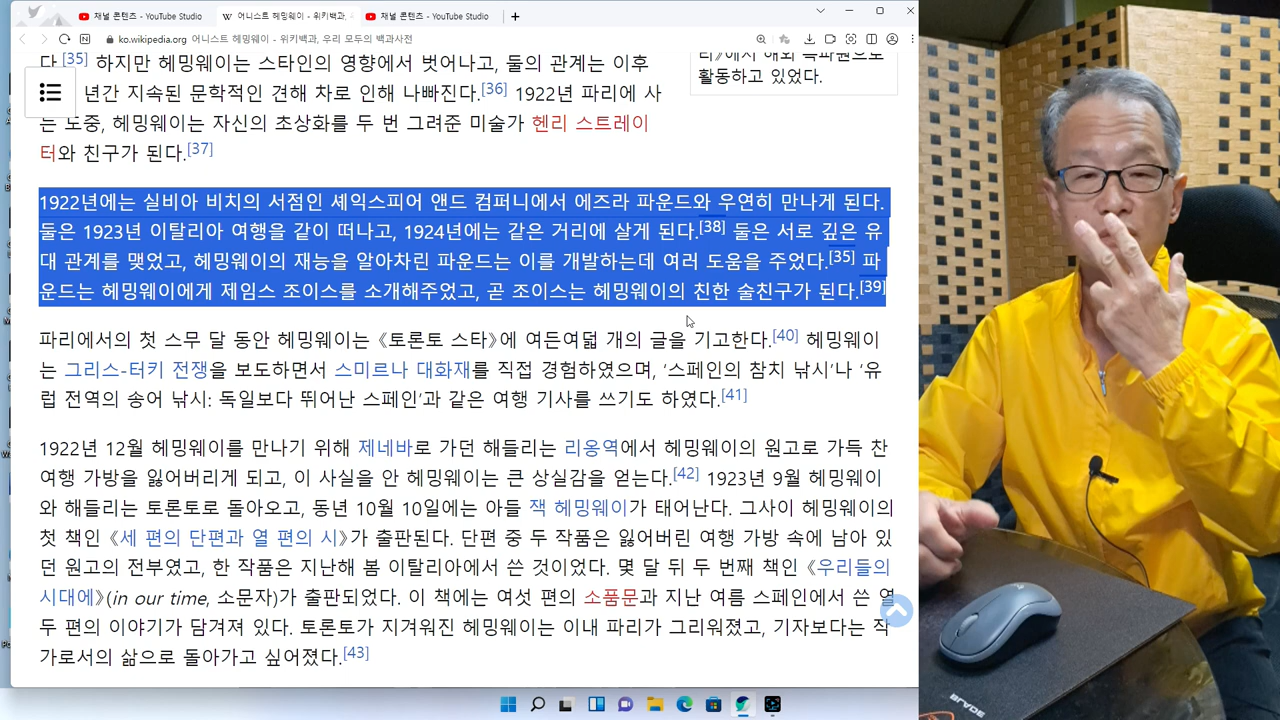 재널 콘텐츠 - YouTube Studio
어니스트 헤밍웨이 - 위키백과,
재널 콘텐츠 - YouTube Studio
ko.wikipedia.org 어니스트 헤밍웨이 - 위키백과, 우리 모두의 백과사전
다.[35] 하지만 헤밍웨이는 스타인의 영향에서 벗어나고, 둘의 관계는 이후
년간 지속된 문학적인 견해 차로 인해 나빠진다.[36] 1922년 파리에 사
는 도중, 헤밍웨이는 자신의 초상화를 두 번 그려준 미술가 헨리 스트레이
터와 친구가 된다.[37]
리》에서 해외 특파원으로
활동하고 있었다.
1922년에는 실비아 비치의 서점인 셰익스피어 앤드 컴퍼니에서 에즈라 파운드와 우연히 만나게 된다.
둘은 1923년 이탈리아 여행을 같이 떠나고, 1924년에는 같은 거리에 살게 된다.[38] 둘은 서로 깊은 유
대 관계를 맺었고, 헤밍웨이의 재능을 알아차린 파운드는 이를 개발하는데 여러 도움을 주었다.[35] 파
운드는 헤밍웨이에게 제임스 조이스를 소개해주었고, 곧 조이스는 헤밍웨이의 친한 술친구가 된다.[39]
파리에서의 첫 스무 달 동안 헤밍웨이는 《토론토 스타》에 여든여덟 개의 글을 기고한다.[40] 헤밍웨이
는 그리스-터키 전쟁을 보도하면서 스미르나 대화재를 직접 경험하였으며, ‘스페인의 참치 낚시’나 ‘유
럽 전역의 송어 낚시: 독일보다 뛰어난 스페인’과 같은 여행 기사를 쓰기도 하였다.[41]
1922년 12월 헤밍웨이를 만나기 위해 제네바로 가던 해들리는 리옹역에서 헤밍웨이의 원고로 가득 찬
여행 가방을 잃어버리게 되고, 이 사실을 안 헤밍웨이는 큰 상실감을 얻는다.[42] 1923년 9월 헤밍웨이
와 해들리는 토론토로 돌아오고, 동년 10월 10일에는 아들 잭 헤밍웨이가 태어난다. 그사이 헤밍웨이의
첫 책인 《세 편의 단편과 열 편의 시》가 출판된다. 단편 중 두 작품은 잃어버린 여행 가방 속에 남아 있
던 원고의 전부였고, 한 작품은 지난해 봄 이탈리아에서 쓴 것이었다. 몇 달 뒤 두 번째 책인 《우리들의
시대에》(in our time, 소문자)가 출판되었다. 이 책에는 여섯 편의 소품문과 지난 여름 스페인에서 쓴 열
두 편의 이야기가 담겨져 있다. 토론토가 지겨워진 헤밍웨이는 이내 파리가 그리워졌고, 기자보다는 작
가로서의 삶으로 돌아가고 싶어졌다.[43]